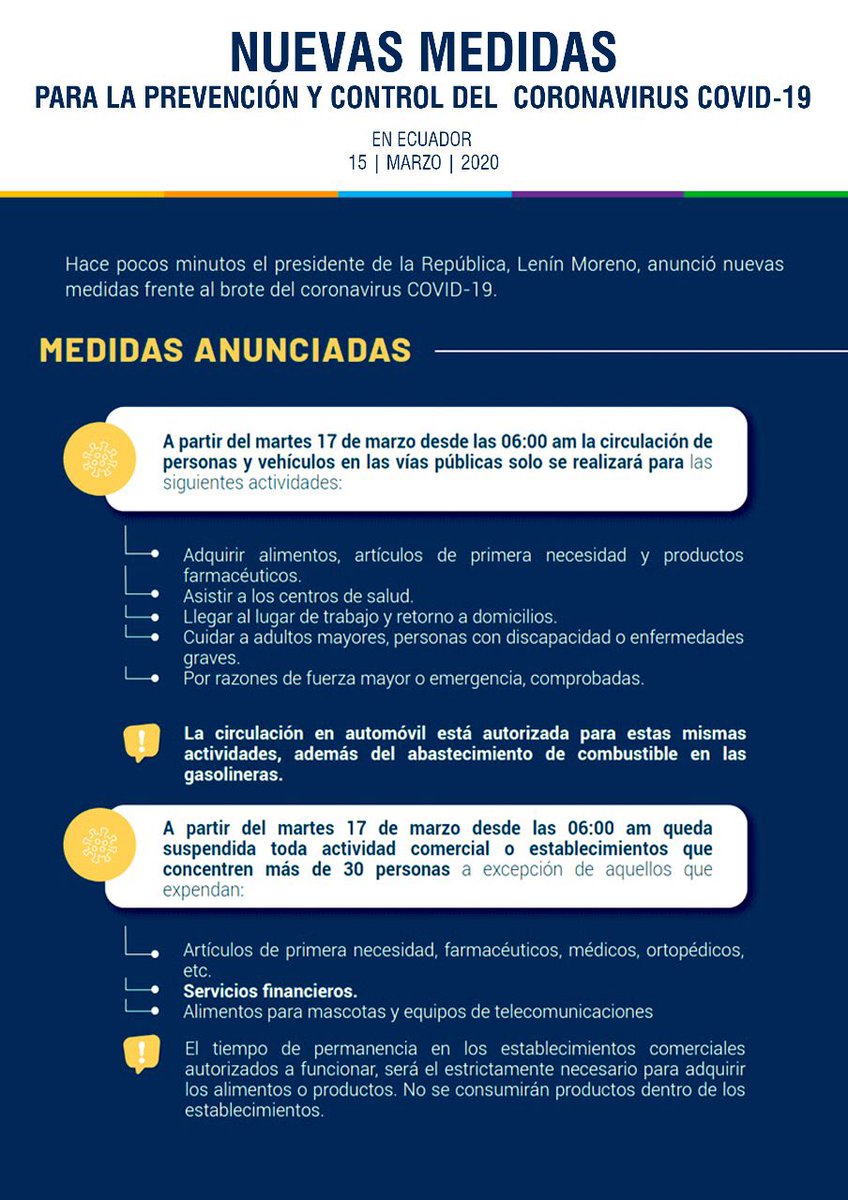 NUEVAS MEDIDAS
PARA LA PREVENCIÓN Y CONTROL DEL CORONAVIRUS COVID-19
EN ECUADOR
15 | MARZO | 2020
Hace pocos minutos el presidente de la República, Lenín Moreno, anunció nuevas
medidas frente al brote del coronavirus COVID-19.
MEDIDAS ANUNCIADAS
A partir del martes 17 de marzo desde las 06:00 am la circulación de
personas y vehículos en las vías públicas solo se realizará para las
siguientes actividades:
Adquirir alimentos, artículos de primera necesidad y productos
farmacéuticos.
Asistir a los centros de salud.
Llegar al lugar de trabajo y retorno a domicilios.
Cuidar a adultos mayores, personas con discapacidad o enfermedades
graves.
Por razones de fuerza mayor o emergencia, comprobadas.
La circulación en automóvil está autorizada para estas mismas
actividades, además del abastecimiento de combustible en las
gasolineras.
A partir del martes 17 de marzo desde las 06:00 am queda
suspendida toda actividad comercial o establecimientos que
concentren más de 30 personas a excepción de aquellos que
expendan:
Artículos de primera necesidad, farmacéuticos, médicos, ortopédicos,
etc.
Servicios financieros.
Alimentos para mascotas y equipos de telecomunicaciones
El tiempo de permanencia en los establecimientos comerciales
autorizados a funcionar, será el estrictamente necesario para adquirir
los alimentos o productos. No se consumirán productos dentro de los
establecimientos.